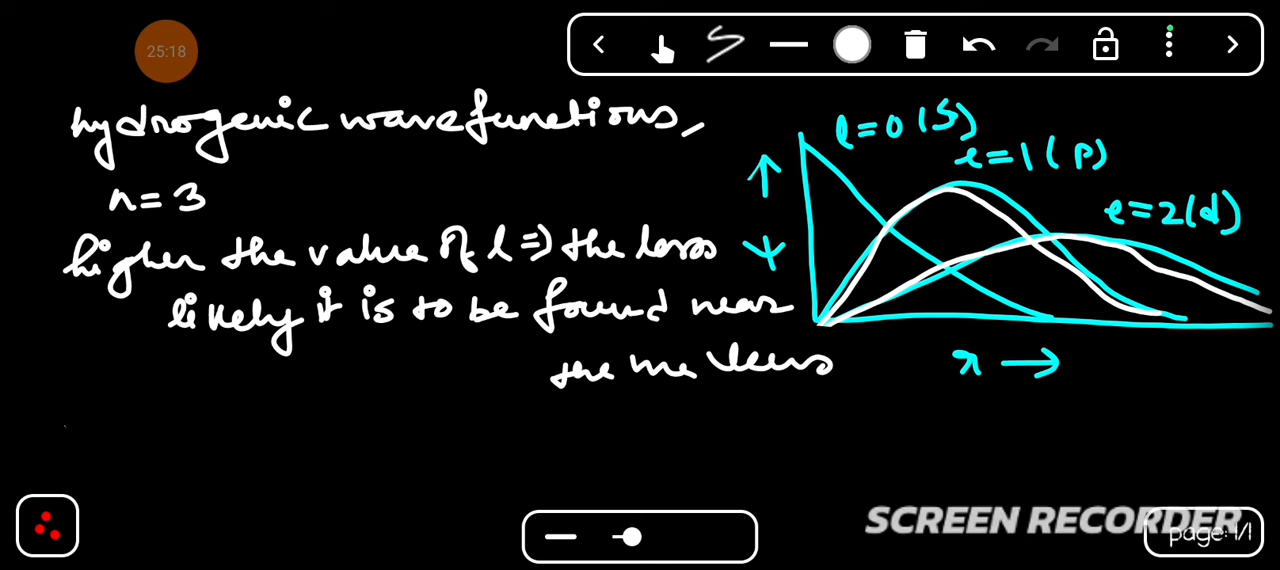 25:18
hydrogenic wavefunctions,
n = 3
higher the value of l ⇒ the less
likely it is to be found near
the nucleus
l=0(S)
l=1(P)
l=2(d)
↑
ψ
r →
SCREEN RECORDER
page:1/1